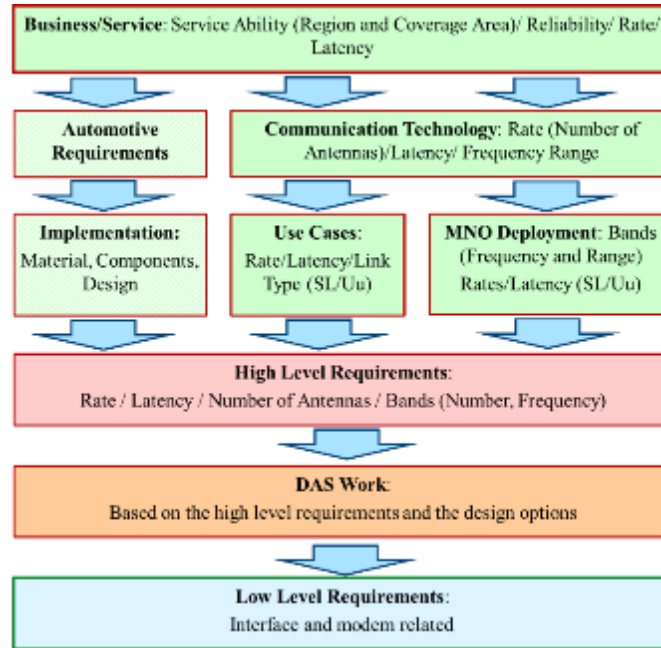 Business/Service: Service Ability (Region and Coverage Area)/ Reliability/ Rate/
Latency
Automotive
Requirements
Communication Technology: Rate (Number of
Antennas)/Latency/ Frequency Range
Implementation:
Material, Components,
Design
Use Cases:
Rate/Latency/Link
Type (SL/Uu)
MNO Deployment: Bands
(Frequency and Range)
Rates/Latency (SL/Uu)
High Level Requirements:
Rate / Latency / Number of Antennas / Bands (Number, Frequency)
DAS Work:
Based on the high level requirements and the design options
Low Level Requirements:
Interface and modem related